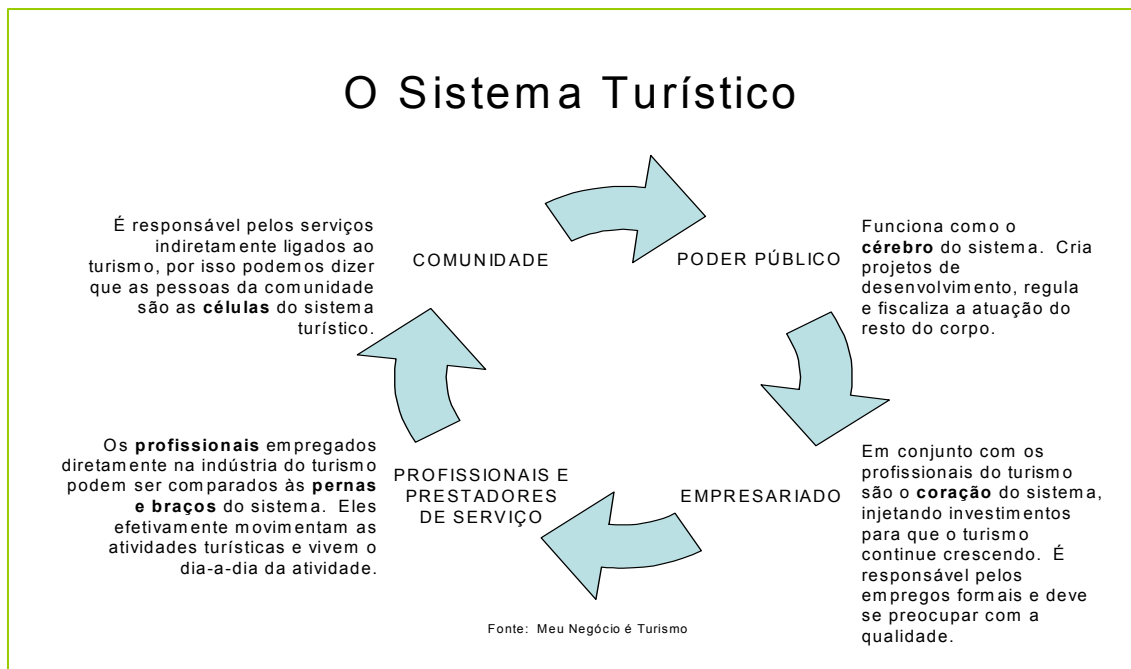 O Sistema Turístico
É responsável pelos serviços
indiretamente ligados ao
turismo, por isso podemos dizer
que as pessoas da comunidade
são as células do sistema
turístico.
COMUNIDADE
PODER PÚBLICO
Funciona como o
cérebro do sistema. Cria
projetos de
desenvolvimento, regula
e fiscaliza a atuação do
resto do corpo.
Os profissionais empregados
diretamente na indústria do turismo
podem ser comparados às pernas
e braços do sistema. Eles
efetivamente movimentam as
atividades turísticas e vivem o
dia-a-dia da atividade.
PROFISSIONAIS E
PRESTADORES
DE SERVIÇO
EMPRESARIADO
Em conjunto com os
profissionais do turismo
são o coração do sistema,
injetando investimentos
para que o turismo
continue crescendo. É
responsável pelos
empregos formais e deve
se preocupar com a
qualidade.
Fonte: Meu Negócio é Turismo